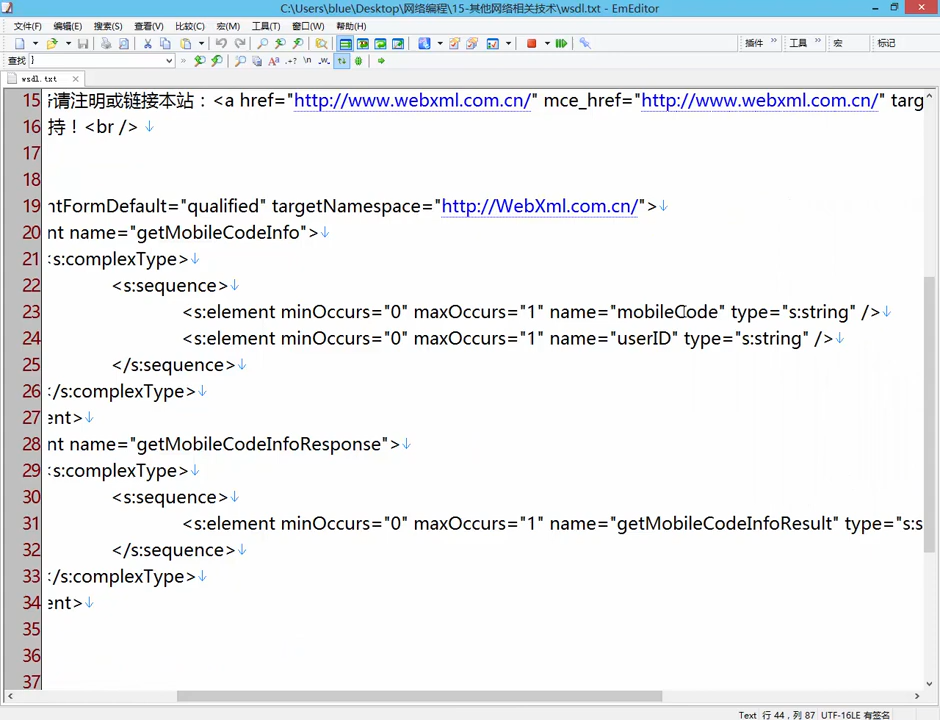 C:\Users\blue\Desktop\网络编程\15-其他网络相关技术\wsdl.txt - EmEditor
文件(F) 编辑(E) 搜索(S) 查看(V) 比较(C) 宏(M) 工具(T) 窗口(W) 帮助(H)
插件 » 工具 » 宏 标记
查找 ]
wsdl.txt ×
15 请注明或链接本站：<a href="http://www.webxml.com.cn/" mce_href="http://www.webxml.com.cn/" targ
16 持！<br />
17
18
19 ntFormDefault="qualified" targetNamespace="http://WebXml.com.cn/">
20 nt name="getMobileCodeInfo">
21 <s:complexType>
22 <s:sequence>
23 <s:element minOccurs="0" maxOccurs="1" name="mobileCode" type="s:string" />
24 <s:element minOccurs="0" maxOccurs="1" name="userID" type="s:string" />
25 </s:sequence>
26 </s:complexType>
27 ent>
28 nt name="getMobileCodeInfoResponse">
29 <s:complexType>
30 <s:sequence>
31 <s:element minOccurs="0" maxOccurs="1" name="getMobileCodeInfoResult" type="s:s
32 </s:sequence>
33 </s:complexType>
34 ent>
35
36
37
Text 行 44，列 87 UTF-16LE 有签名